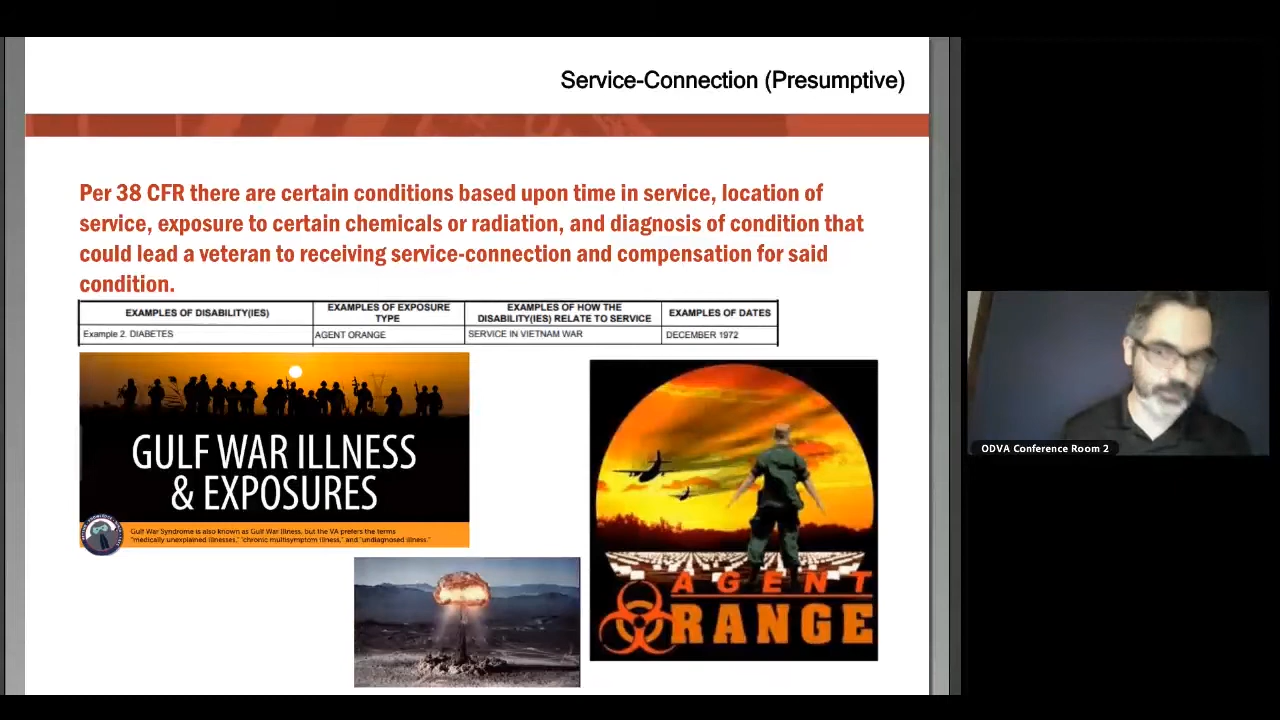 Service-Connection (Presumptive)
Per 38 CFR there are certain conditions based upon time in service, location of
service, exposure to certain chemicals or radiation, and diagnosis of condition that
could lead a veteran to receiving service-connection and compensation for said
condition.
EXAMPLES OF DISABILITY(IES)
EXAMPLES OF EXPOSURE
TYPE
EXAMPLES OF HOW THE
DISABILITY(IES) RELATE TO SERVICE
EXAMPLES OF DATES
Example 2. DIABETES
AGENT ORANGE
SERVICE IN VIETNAM WAR
DECEMBER 1972
GULF WAR ILLNESS
& EXPOSURES
Gulf War Syndrome is also known as Gulf War Illness, but the VA prefers the terms
"medically unexplained illnesses," "chronic multisymptom illness," and "undiagnosed illness."
AGENT
RANGE
ODVA Conference Room 2